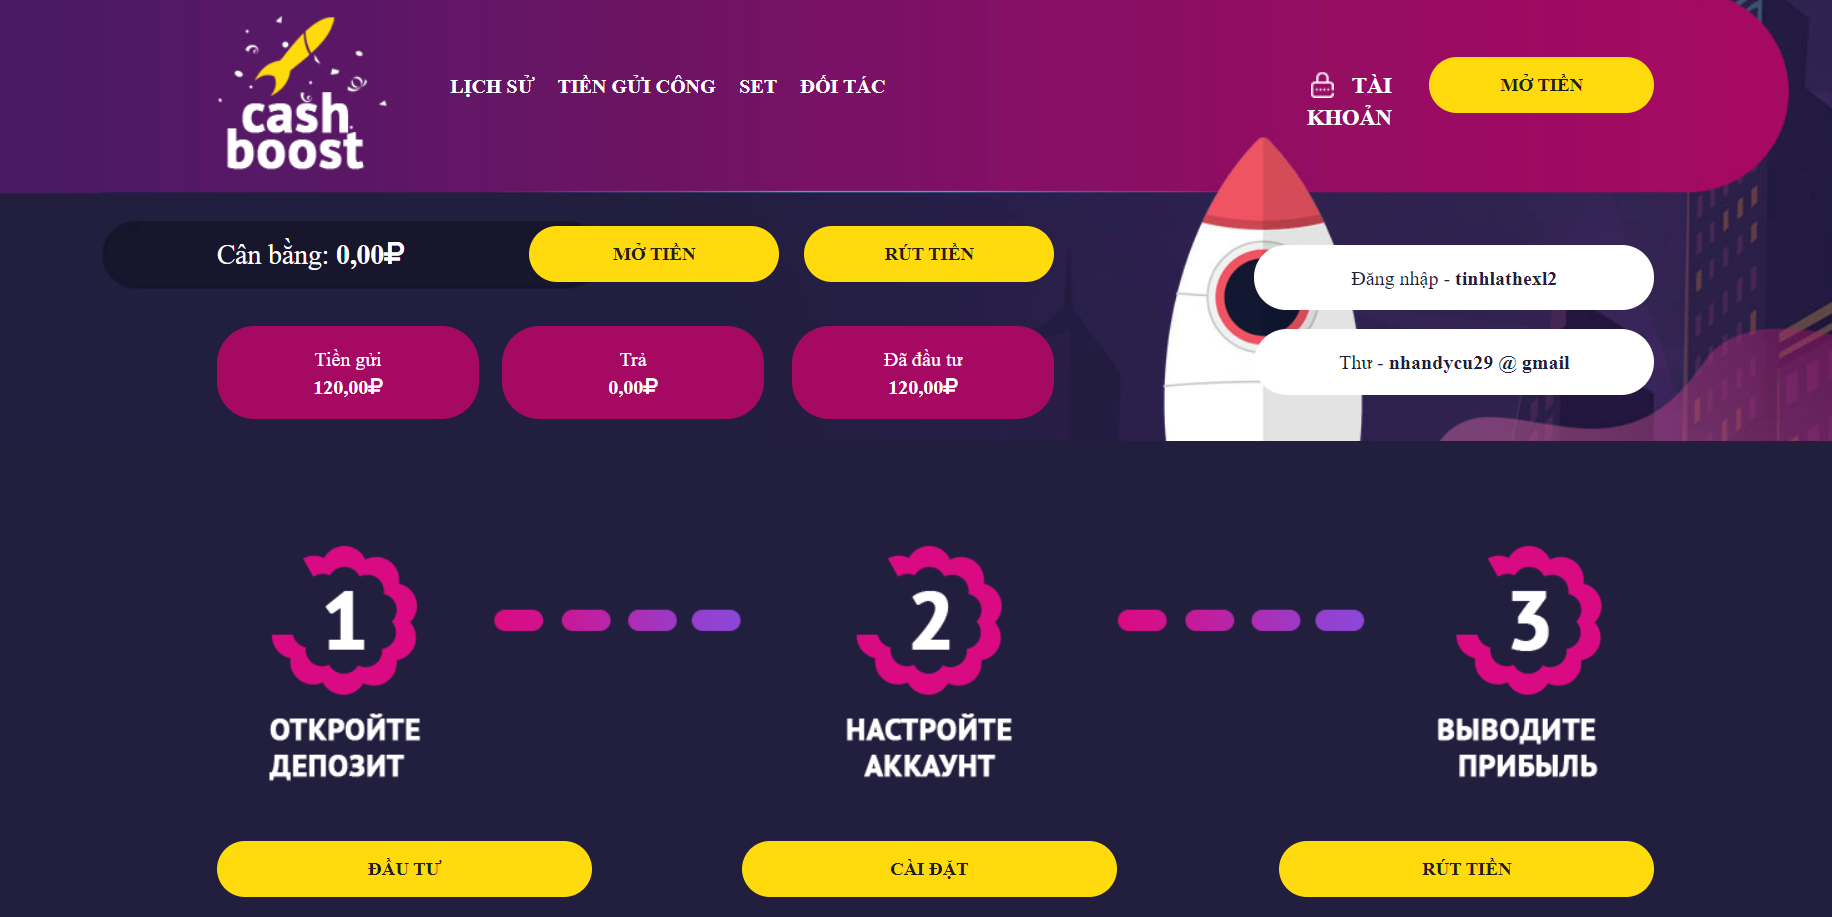 cash
boost
LỊCH SỬ TIỀN GỬI CÔNG SET ĐỐI TÁC
TÀI
KHOẢN
MỞ TIỀN
Cân bằng: 0,00₽
MỞ TIỀN
RÚT TIỀN
Đăng nhập - tinhlathexl2
Tiền gửi
120,00₽
Trả
0,00₽
Đã đầu tư
120,00₽
Thư - nhandycu29 @ gmail
1
2
3
ОТКРОЙТЕ
ДЕПОЗИТ
НАСТРОЙТЕ
АККАУНТ
ВЫВОДИТЕ
ПРИБЫЛЬ
ĐẦU TƯ
CÀI ĐẶT
RÚT TIỀN